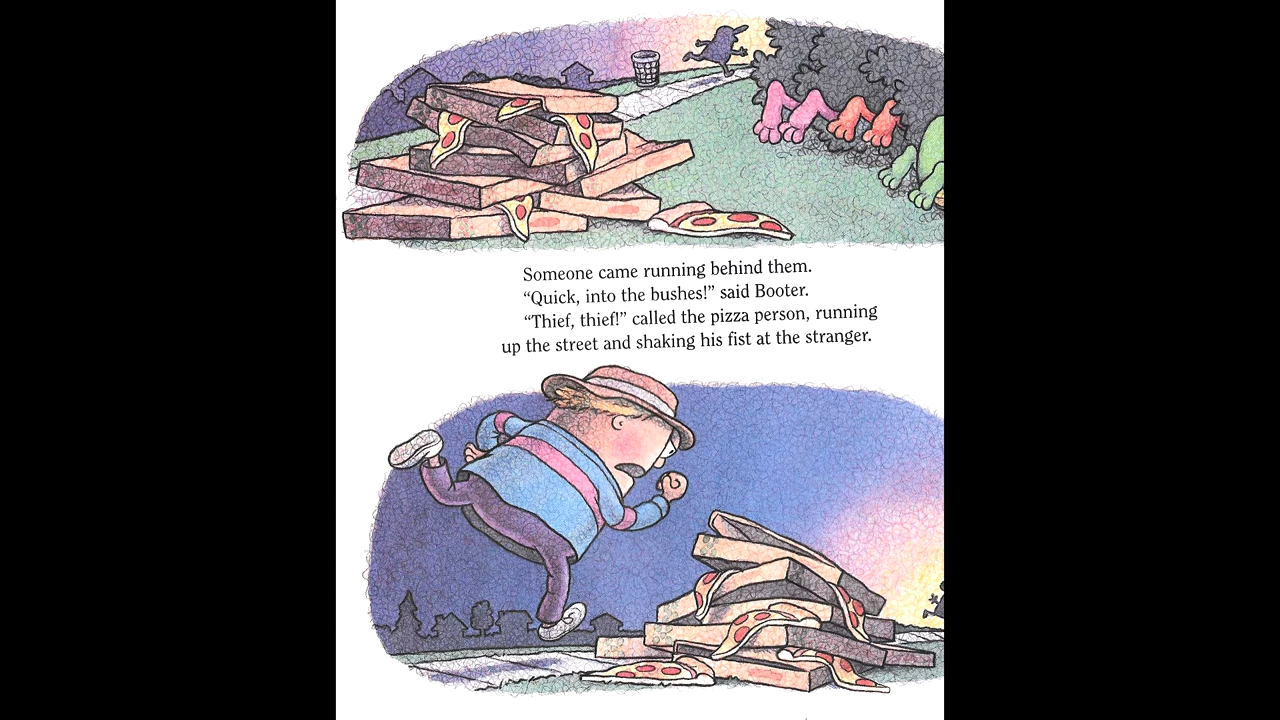 Someone came running behind them.
“Quick, into the bushes!” said Booter.
“Thief, thief!” called the pizza person, running
up the street and shaking his fist at the stranger.